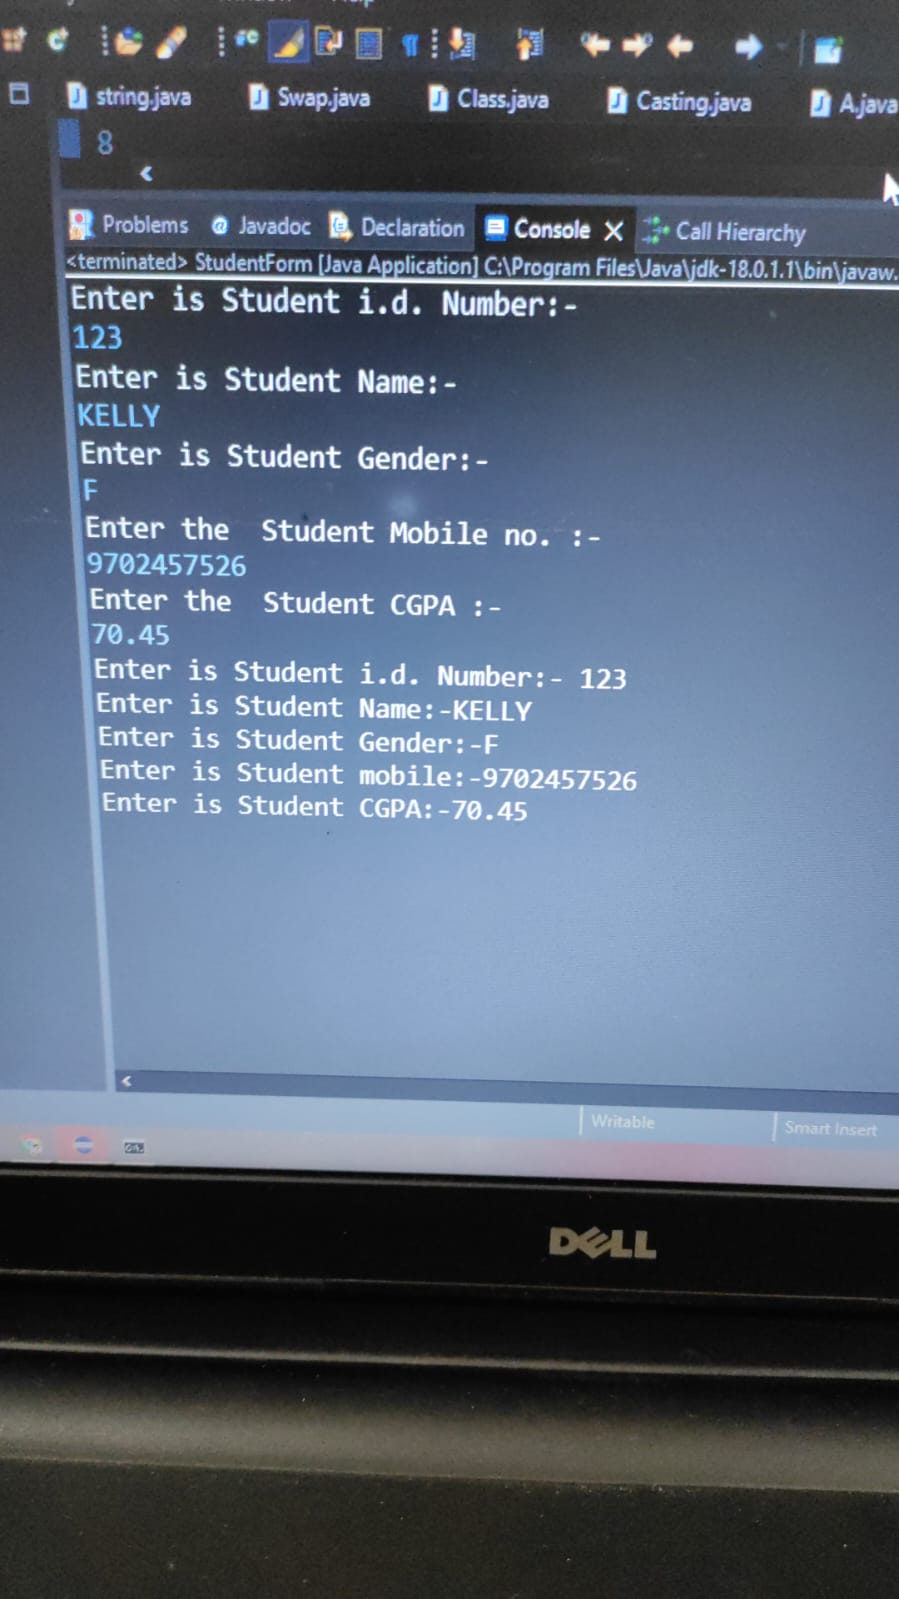 string.java Swap.java Class.java Casting.java A.java
8
Problems @ Javadoc Declaration Console Call Hierarchy
<terminated> StudentForm [Java Application] C:\Program Files\Java\jdk-18.0.1.1\bin\javaw.
Enter is Student i.d. Number:-
123
Enter is Student Name:-
KELLY
Enter is Student Gender:-
F
Enter the  Student Mobile no. :-
9702457526
Enter the  Student CGPA :-
70.45
Enter is Student i.d. Number:- 123
Enter is Student Name:-KELLY
Enter is Student Gender:-F
Enter is Student mobile:-9702457526
Enter is Student CGPA:-70.45
Writable Smart Insert
DELL